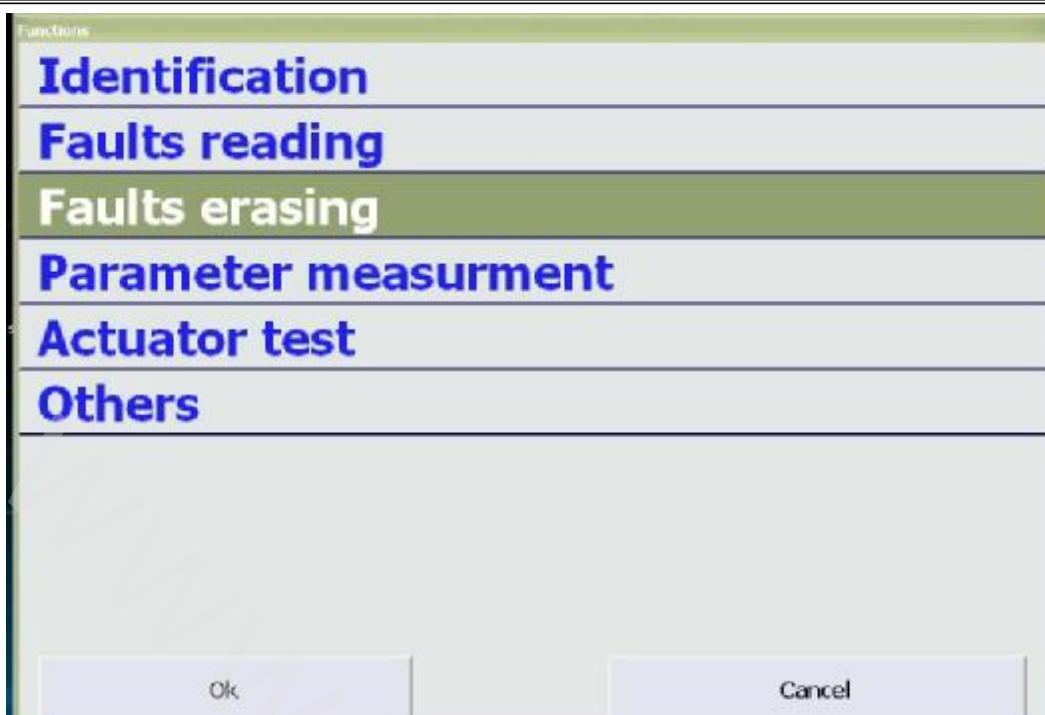 Functions
Identification
Faults reading
Faults erasing
Parameter measurment
Actuator test
Others
Ok
Cancel